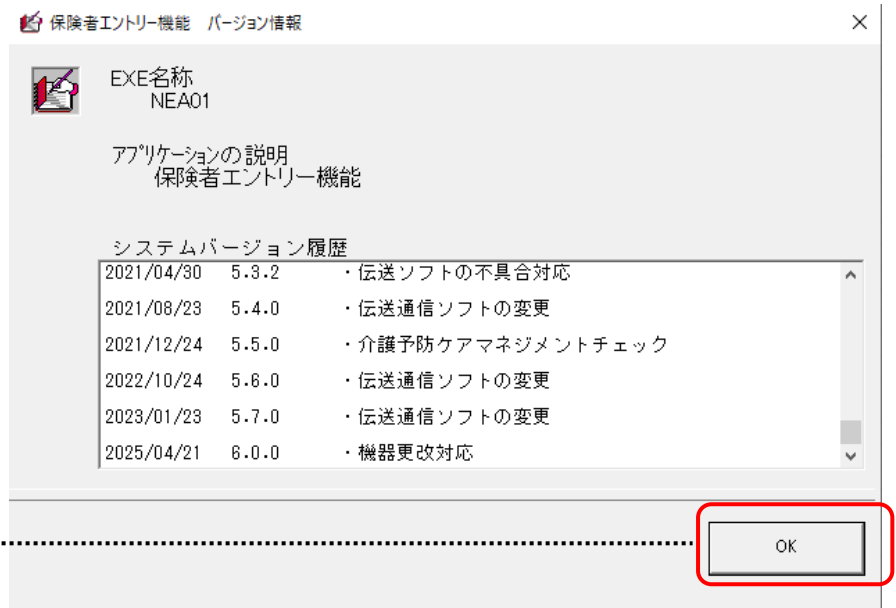 保険者エントリー機能　バージョン情報
EXE名称
NEA01
ｱﾌﾟﾘｹｰｼｮﾝの説明
保険者エントリー機能
システムバージョン履歴
2021/04/30 5.3.2 ・伝送ソフトの不具合対応
2021/08/23 5.4.0 ・伝送通信ソフトの変更
2021/12/24 5.5.0 ・介護予防ケアマネジメントチェック
2022/10/24 5.6.0 ・伝送通信ソフトの変更
2023/01/23 5.7.0 ・伝送通信ソフトの変更
2025/04/21 6.0.0 ・機器更改対応
OK